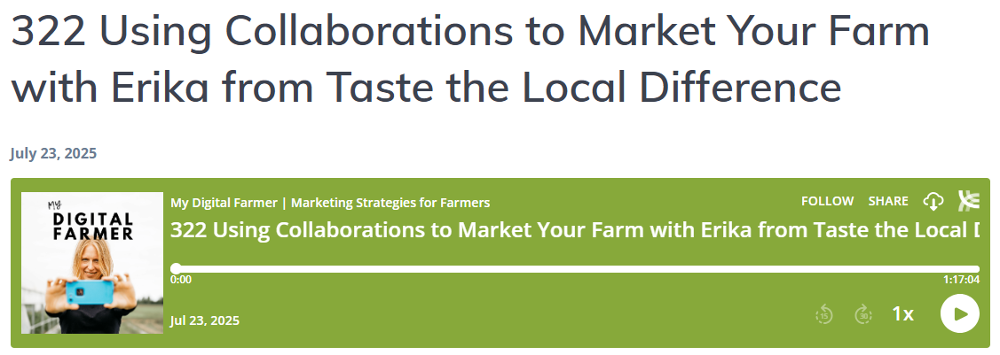 322 Using Collaborations to Market Your Farm
with Erika from Taste the Local Difference
July 23, 2025
MY
DIGITAL
FARMER
My Digital Farmer | Marketing Strategies for Farmers
FOLLOW SHARE
322 Using Collaborations to Market Your Farm with Erika from Taste the Local D
0:00
1:17:04
Jul 23, 2025
15
30
1x